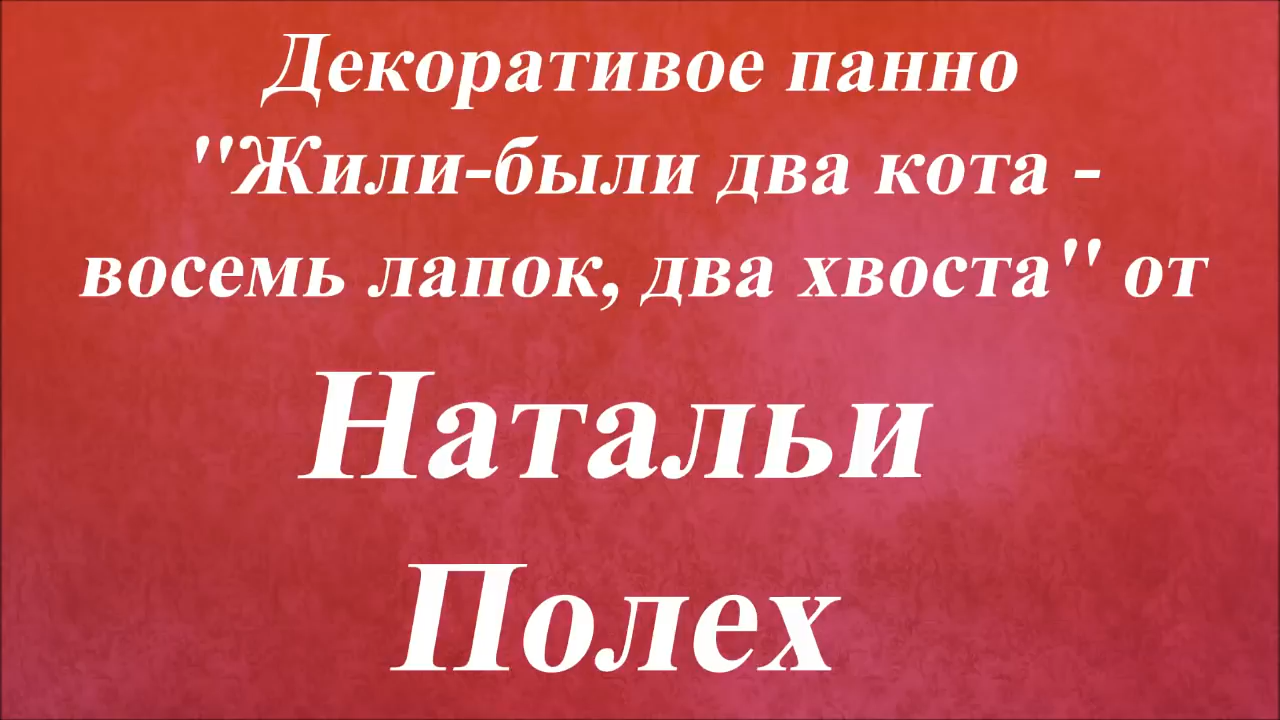 Декоративое панно
"Жили-были два кота -
восемь лапок, два хвоста" от
Натальи
Полех